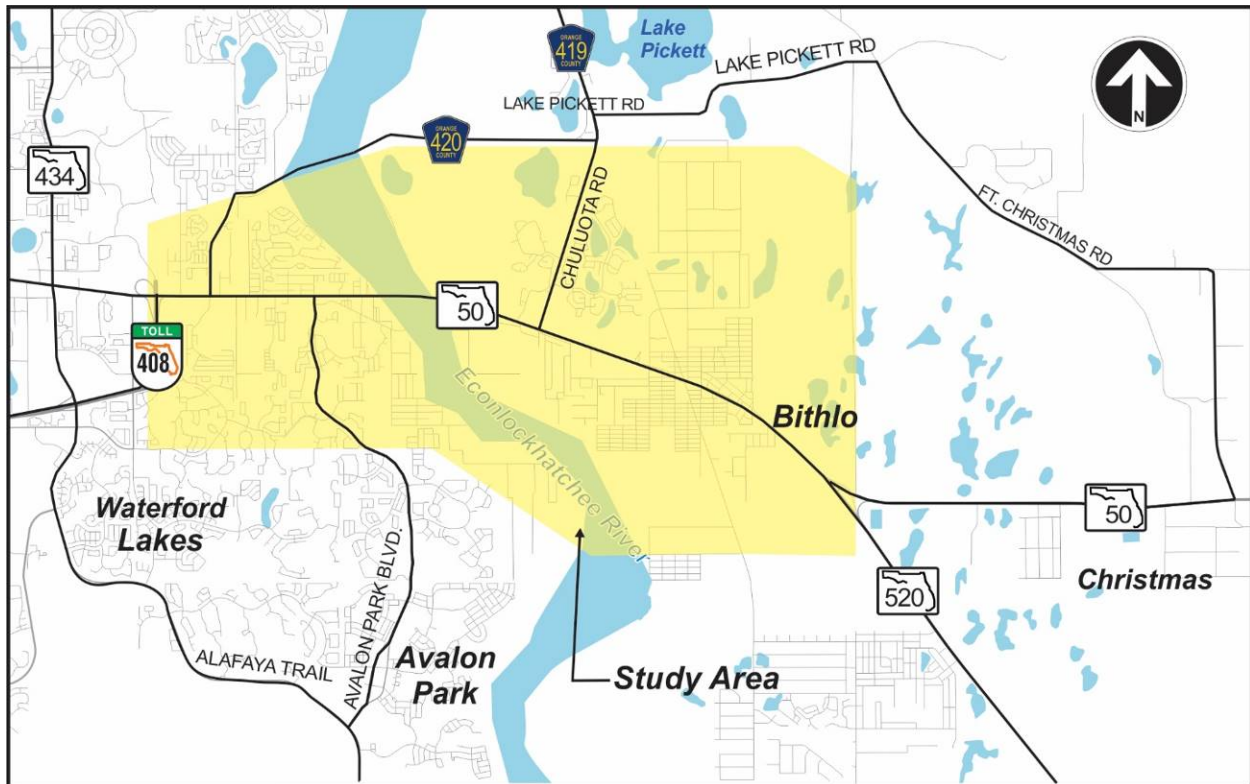 ORANGE
419
COUNTY
Lake
Pickett
LAKE PICKETT RD
LAKE PICKETT RD
ORANGE
420
COUNTY
N
434
CHULUOTA RD
FT. CHRISTMAS RD
50
TOLL
408
Econlockhatchee River
Bithlo
Waterford
Lakes
50
AVALON PARK BLVD.
520
Christmas
ALAFAYA TRAIL
Avalon
Park
Study Area